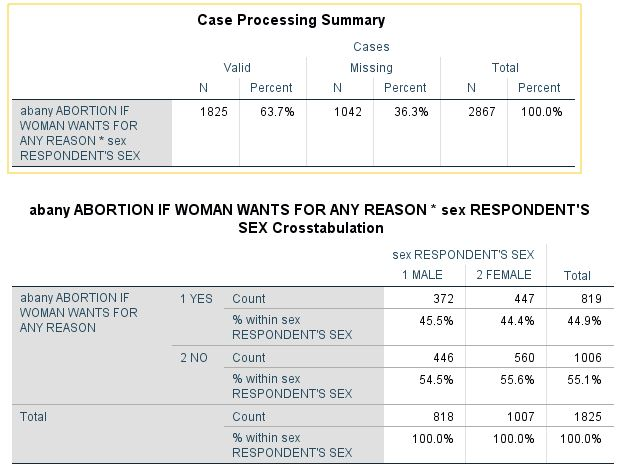 Case Processing Summary
Cases
Valid Missing Total
N Percent N Percent N Percent
abany ABORTION IF 1825 63.7% 1042 36.3% 2867 100.0%
WOMAN WANTS FOR
ANY REASON * sex
RESPONDENT'S SEX
abany ABORTION IF WOMAN WANTS FOR ANY REASON * sex RESPONDENT'S
SEX Crosstabulation
sex RESPONDENT'S SEX
1 MALE 2 FEMALE Total
abany ABORTION IF 1 YES Count 372 447 819
WOMAN WANTS FOR
ANY REASON
% within sex 45.5% 44.4% 44.9%
RESPONDENT'S SEX
2 NO Count 446 560 1006
% within sex 54.5% 55.6% 55.1%
RESPONDENT'S SEX
Total Count 818 1007 1825
% within sex 100.0% 100.0% 100.0%
RESPONDENT'S SEX